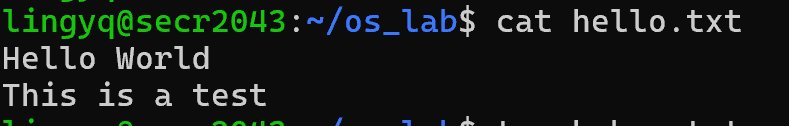 lingyq@secr2043:~/os_lab$ cat hello.txt
Hello World
This is a test